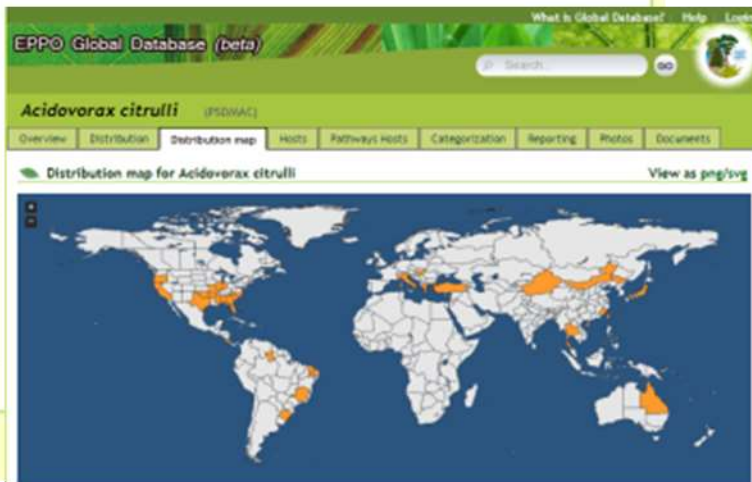 What is Global Database? Help Login
EPPO Global Database (beta)
Search... GO
Acidovorax citrulli (PSDMAC)
Overview Distribution Distribution map Hosts Pathways Hosts Categorization Reporting Photos Documents
Distribution map for Acidovorax citrulli View as png/svg
+
-